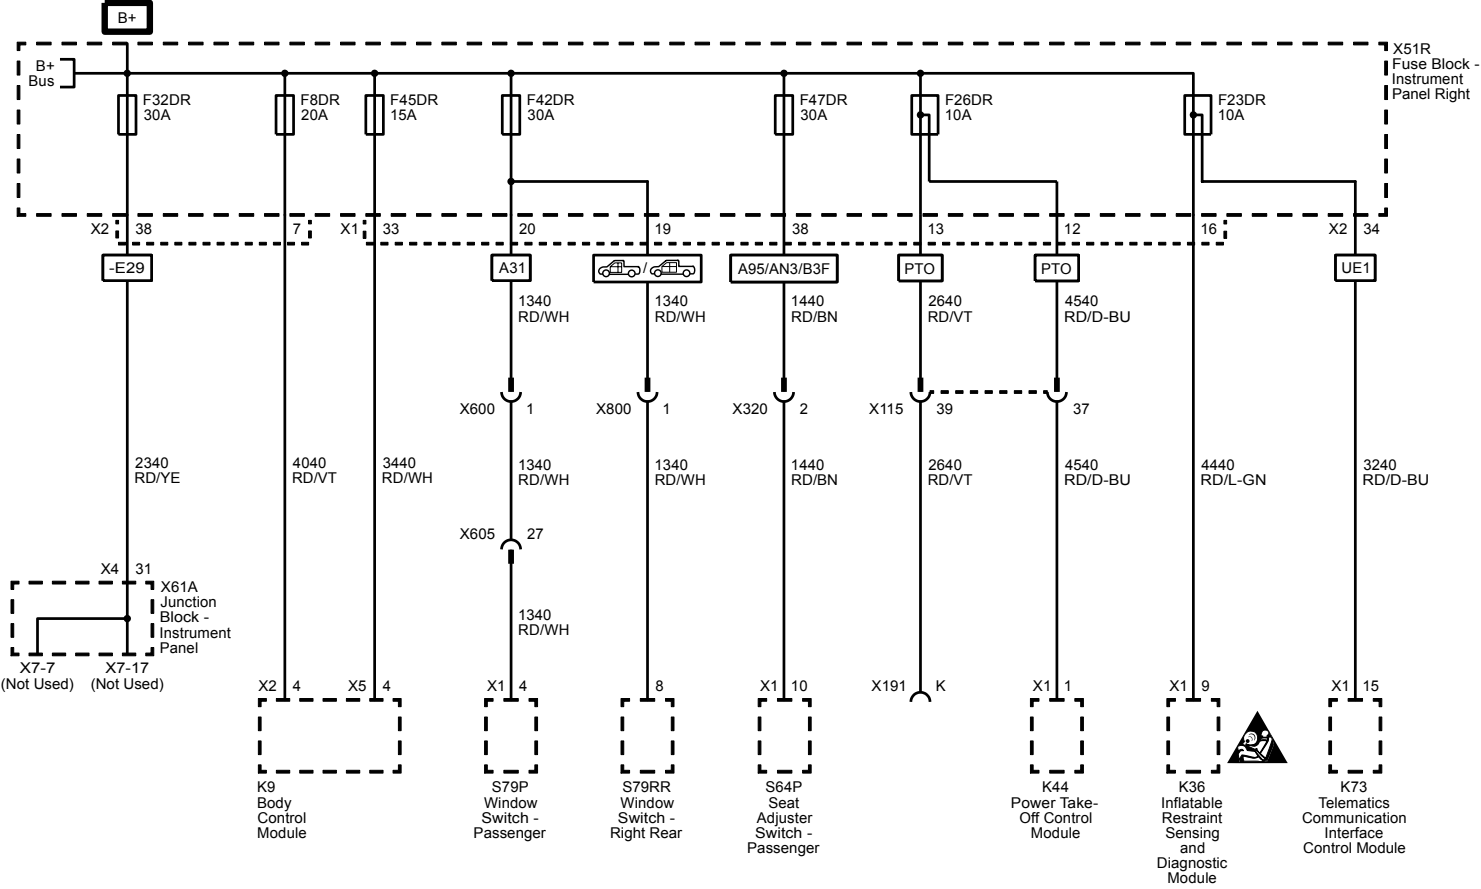 B+
X51R
Fuse Block -
Instrument
Panel Right
B+
Bus
F32DR
30A
F8DR
20A
F45DR
15A
F42DR
30A
F47DR
30A
F26DR
10A
F23DR
10A
X2 38
7
X1 33
20
19
38
13
12
16
X2 34
-E29
A31
/
A95/AN3/B3F
PTO
PTO
UE1
1340
RD/WH
1340
RD/WH
1440
RD/BN
2640
RD/VT
4540
RD/D-BU
X600 1
X800 1
X320 2
X115 39
37
2340
RD/YE
4040
RD/VT
3440
RD/WH
1340
RD/WH
1340
RD/WH
1440
RD/BN
2640
RD/VT
4540
RD/D-BU
4440
RD/L-GN
3240
RD/D-BU
X605 27
X4 31
X61A
Junction
Block -
Instrument
Panel
1340
RD/WH
X7-7
(Not Used)
X7-17
(Not Used)
X2 4
X5 4
X1 4
8
X1 10
X191 K
X1 1
X1 9
X1 15
K9
Body
Control
Module
S79P
Window
Switch -
Passenger
S79RR
Window
Switch -
Right Rear
S64P
Seat
Adjuster
Switch -
Passenger
K44
Power Take-
Off Control
Module
K36
Inflatable
Restraint
Sensing
and
Diagnostic
Module
K73
Telematics
Communication
Interface
Control Module